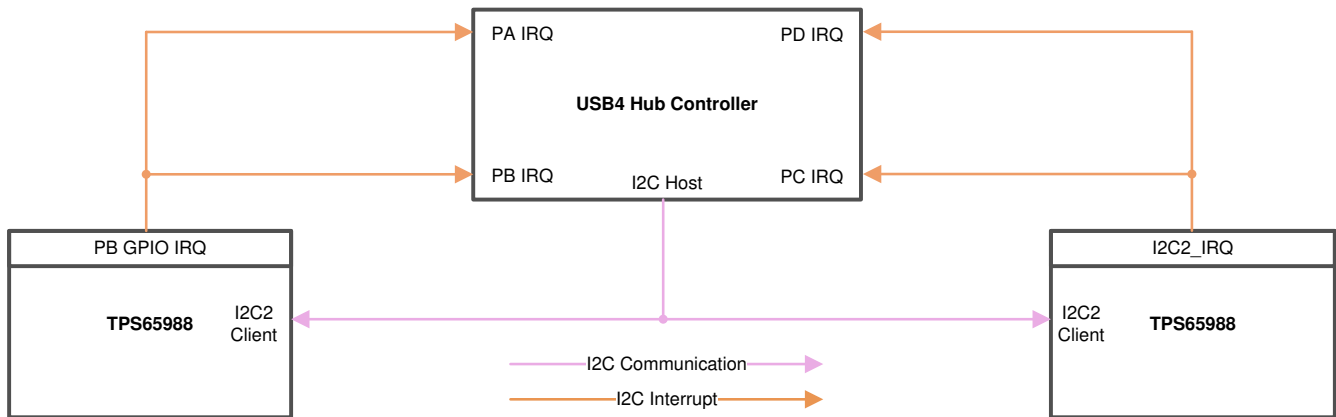 PA IRQ
PD IRQ
USB4 Hub Controller
PB IRQ
I2C Host
PC IRQ
PB GPIO IRQ
TPS65988
I2C2
Client
I2C2_IRQ
I2C2
Client
TPS65988
I2C Communication
I2C Interrupt